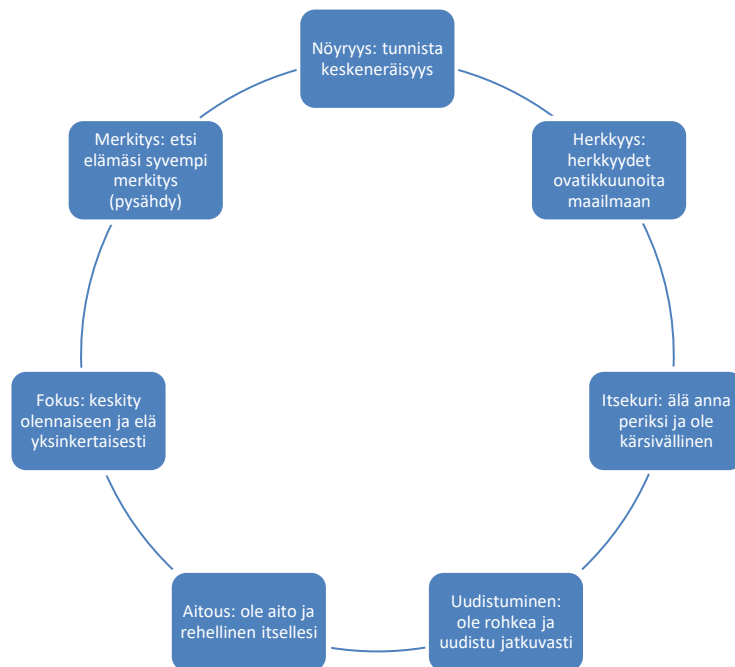 Nöyryys: tunnista
keskeneräisyys
Herkkyys:
herkkyydet
ovatikkuunoita
maailmaan
Itsekuri: älä anna
periksi ja ole
kärsivällinen
Uudistuminen:
ole rohkea ja
uudistu jatkuvasti
Aitous: ole aito ja
rehellinen itsellesi
Fokus: keskity
olennaiseen ja elä
yksinkertaisesti
Merkitys: etsi
elämäsi syvempi
merkitys
(pysähdy)